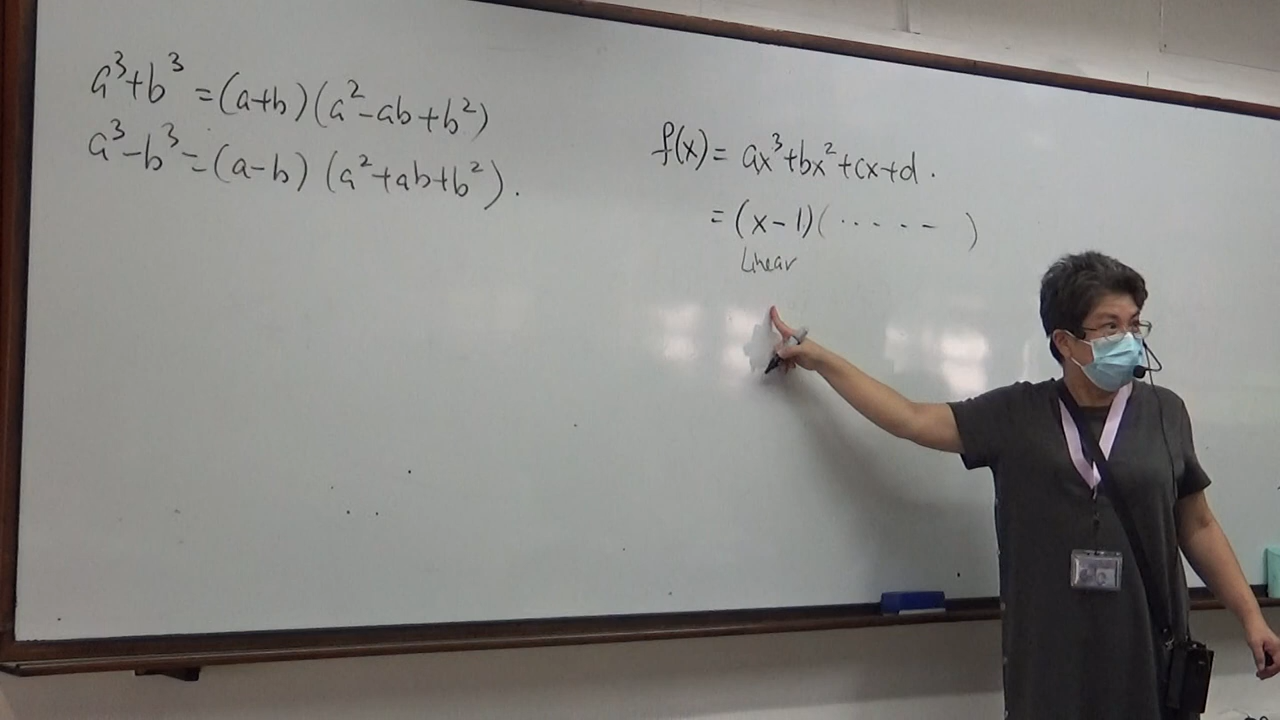 a³+b³ =(a+b)(a²-ab+b²)
a³-b³=(a-b)(a²+ab+b²).
f(x)= ax³+bx²+cx+d.
=(x-1)(.....)
Linear